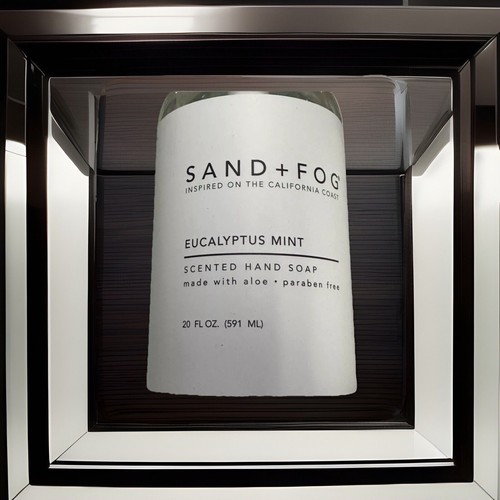 SAND+FOG®
INSPIRED ON THE CALIFORNIA COAST
EUCALYPTUS MINT
SCENTED HAND SOAP
made with aloe • paraben free
20 FL OZ. (591 ML)